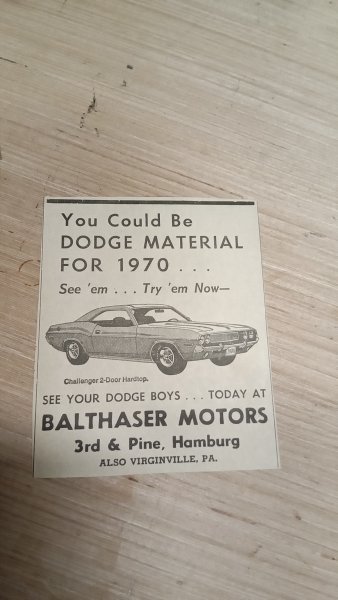 You Could Be
DODGE MATERIAL
FOR 1970 . . .
See 'em . . . Try 'em Now—
Challenger 2-Door Hardtop.
SEE YOUR DODGE BOYS . . . TODAY AT
BALTHASER MOTORS
3rd & Pine, Hamburg
ALSO VIRGINVILLE, PA.